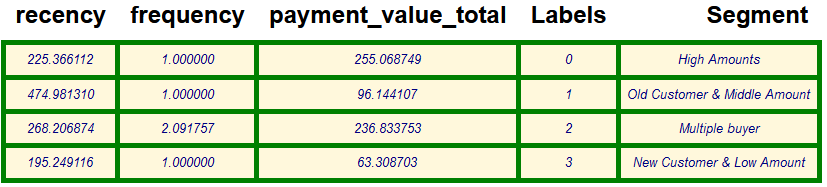 recency frequency payment_value_total Labels Segment
225.366112 1.000000 255.068749 0 High Amounts
474.981310 1.000000 96.144107 1 Old Customer & Middle Amount
268.206874 2.091757 236.833753 2 Multiple buyer
195.249116 1.000000 63.308703 3 New Customer & Low Amount